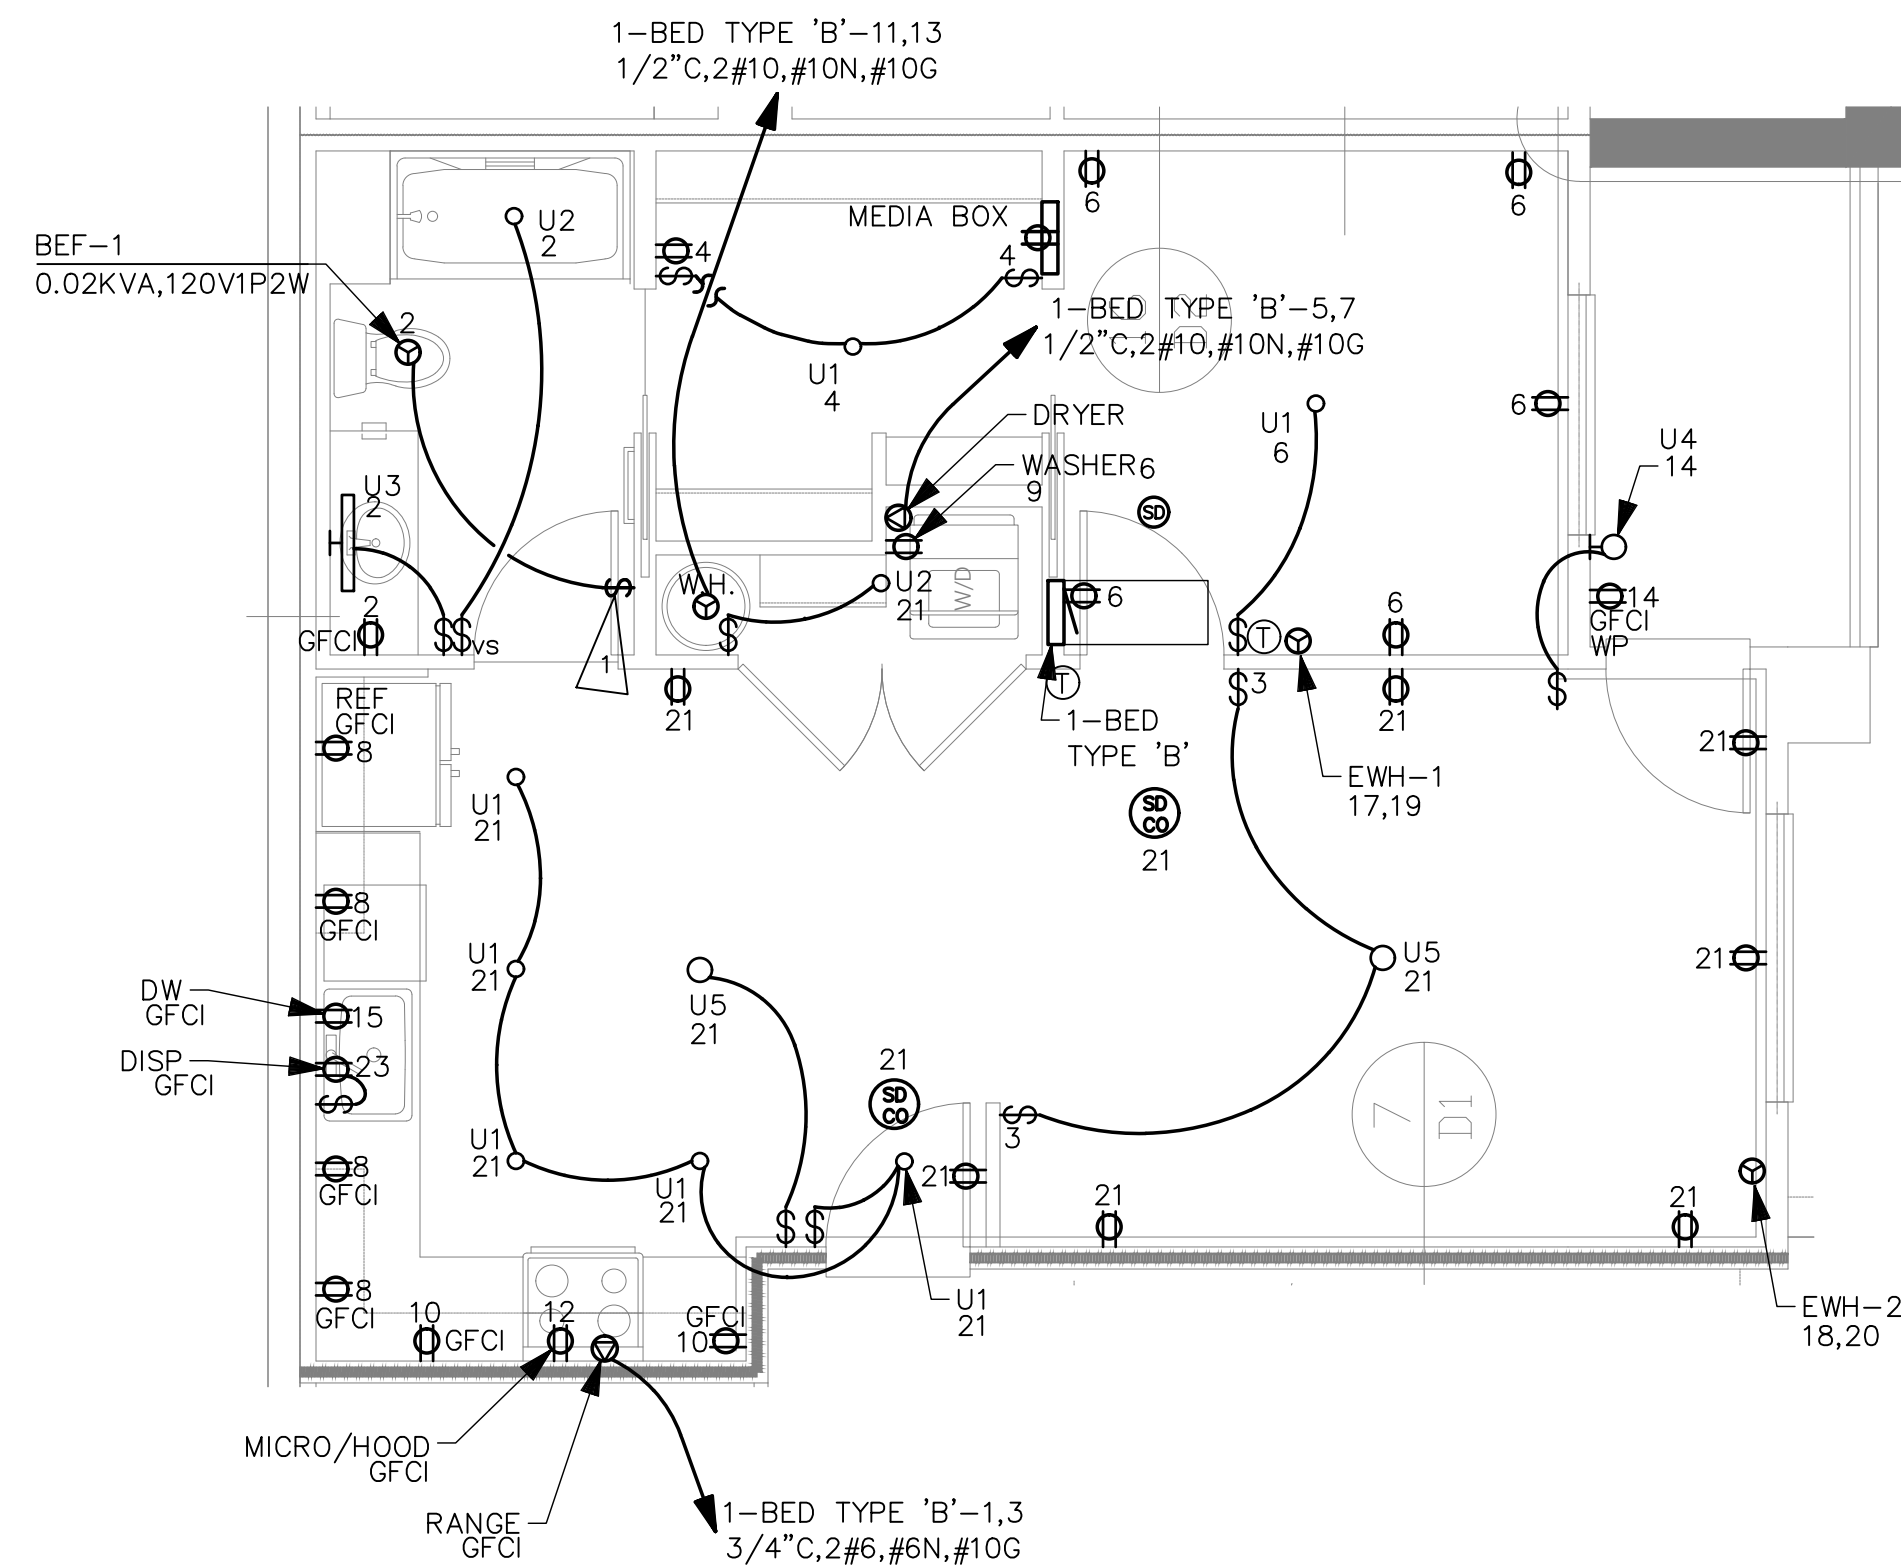 1-BED TYPE 'B'-11,13
1/2"C,2#10,#10N,#10G
BEF-1
0.02KVA,120V1P2W
2
U2
2
4
MEDIA BOX
4
6
6
1-BED TYPE 'B'-5,7
1/2"C,2#10,#10N,#10G
U1
4
DRYER
WASHER
9
6
SD
U1
6
6
U4
14
U3
2
2
GFCI
$
$
vs
$
1
W.H.
$
U2
21
W/D
6
$
T
6
14
GFCI
WP
REF
GFCI
8
21
T
1-BED
TYPE 'B'
$
3
21
$
21
EWH-1
17,19
U1
21
SD
CO
21
8
GFCI
U1
21
U5
21
U5
21
21
DW
GFCI
15
DISP
GFCI
23
$
U1
21
21
SD
CO
$
3
7
D1
8
GFCI
U1
21
21
$
$
21
21
8
GFCI
10
GFCI
12
GFCI
10
U1
21
EWH-2
18,20
MICRO/HOOD
GFCI
RANGE
GFCI
1-BED TYPE 'B'-1,3
3/4"C,2#6,#6N,#10G